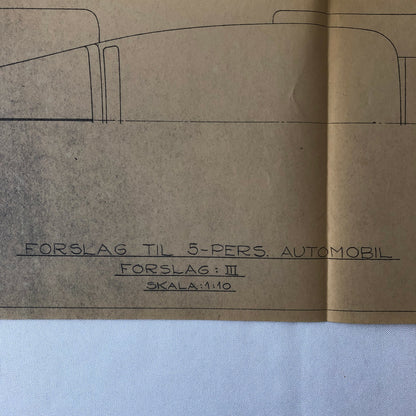 FORSLAG TIL 5-PERS. AUTOMOBIL
FORSLAG: III
SKALA: 1:10